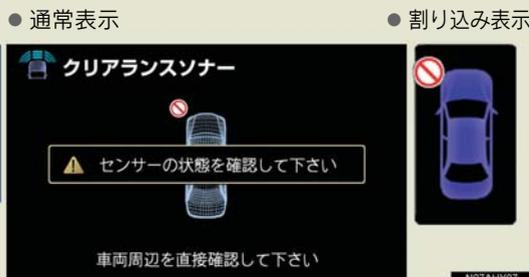 ● 通常表示
● 割り込み表示
クリアランスソナー
センサーの状態を確認して下さい
車両周辺を直接確認して下さい